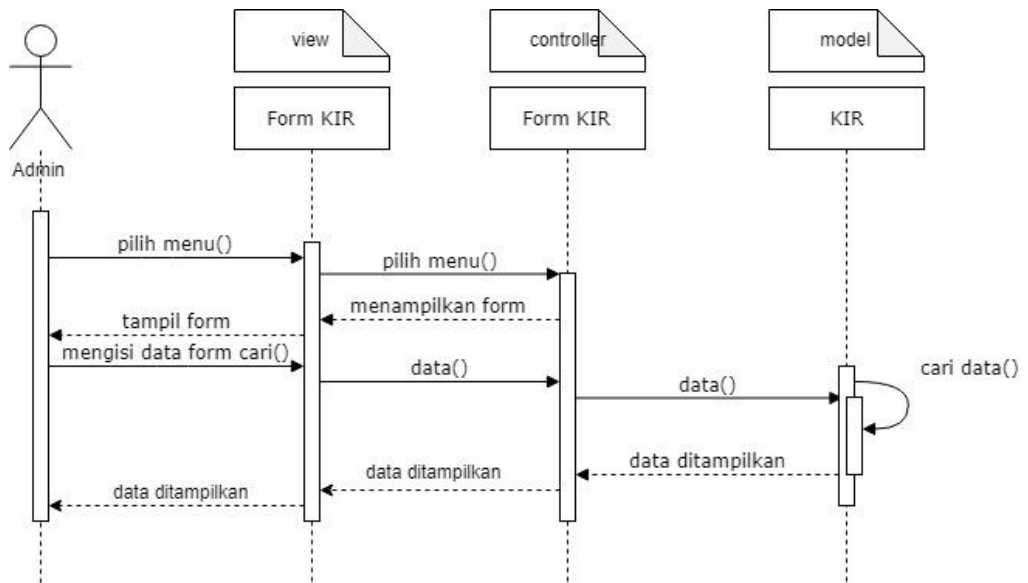 view
controller
model
Form KIR
Form KIR
KIR
Admin
pilih menu()
pilih menu()
menampilkan form
tampil form
mengisi data form cari()
data()
cari data()
data()
data ditampilkan
data ditampilkan
data ditampilkan